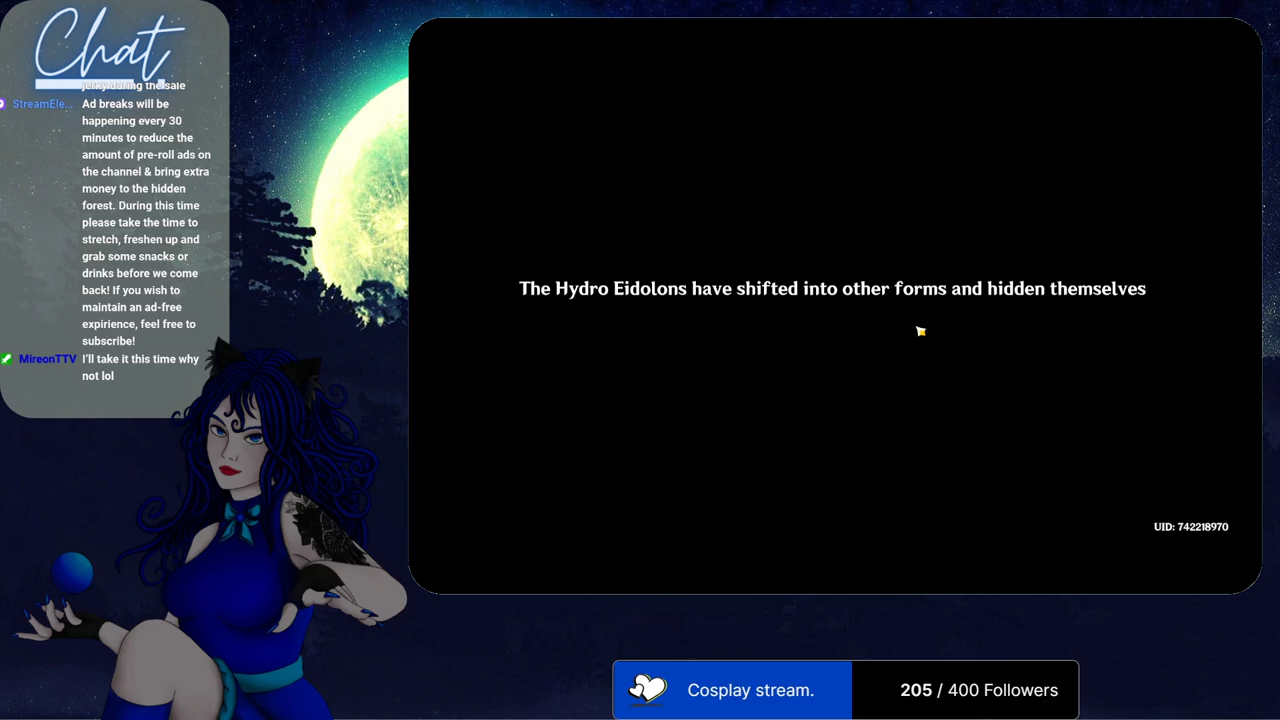 Chat
jerky during the sale
StreamEle... Ad breaks will be
happening every 30
minutes to reduce the
amount of pre-roll ads on
the channel & bring extra
money to the hidden
forest. During this time
please take the time to
stretch, freshen up and
grab some snacks or
drinks before we come
back! If you wish to
maintain an ad-free
expirience, feel free to
subscribe!
MireonTTV I'll take it this time why
not lol
The Hydro Eidolons have shifted into other forms and hidden themselves
UID: 742218970
Cosplay stream.
205 / 400 Followers